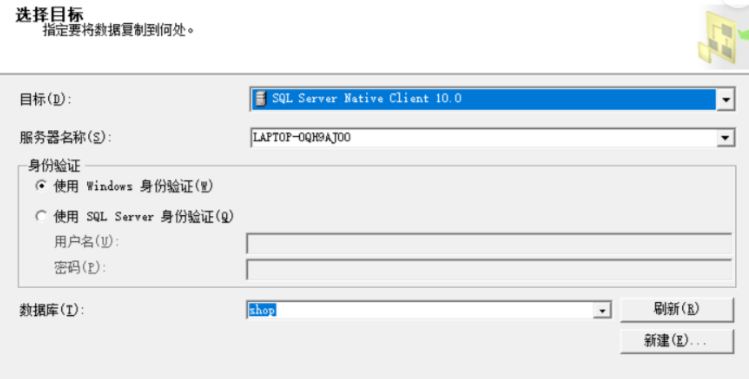 选择目标
指定要将数据复制到何处。
目标(D):
SQL Server Native Client 10.0
服务器名称(S):
LAPTOP-OQH9AJOO
身份验证
使用 Windows 身份验证(W)
使用 SQL Server 身份验证(Q)
用户名(U):
密码(P):
数据库(T):
shop
刷新(R)
新建(E)...